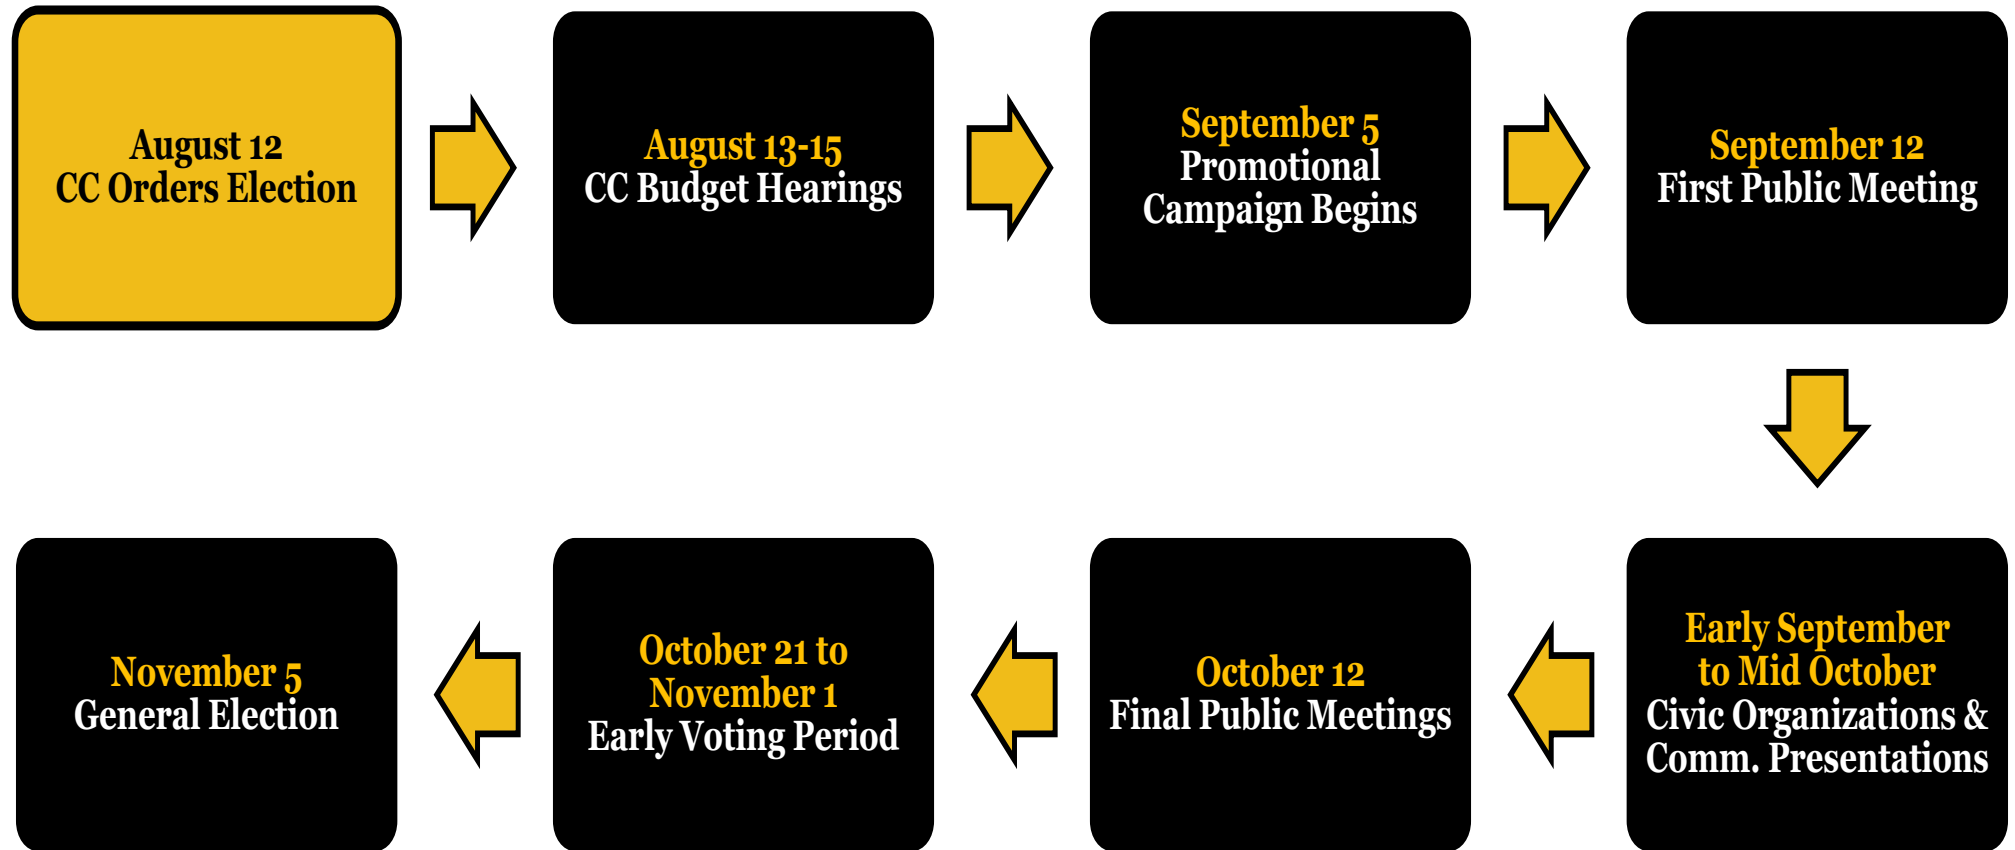 August 12
CC Orders Election
August 13-15
CC Budget Hearings
September 5
Promotional
Campaign Begins
September 12
First Public Meeting
Early September
to Mid October
Civic Organizations &
Comm. Presentations
October 12
Final Public Meetings
October 21 to
November 1
Early Voting Period
November 5
General Election